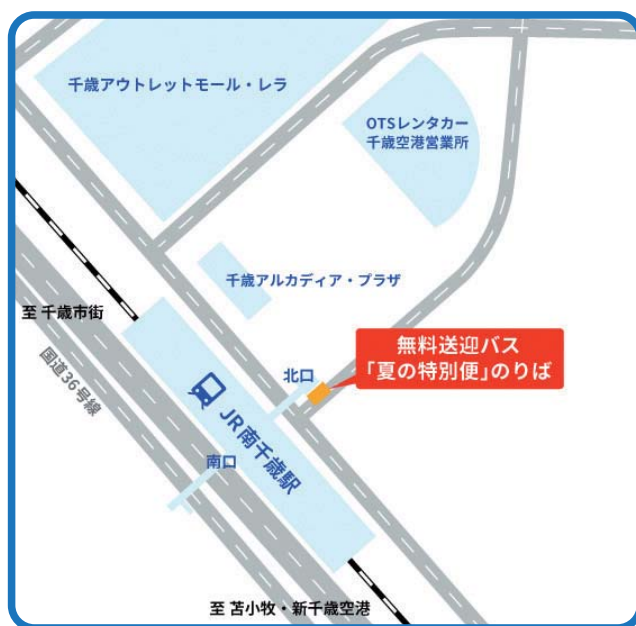 千歳アウトレットモール・レラ
OTSレンタカー
千歳空港営業所
千歳アルカディア・プラザ
至 千歳市街
無料送迎バス
「夏の特別便」のりば
国道36号線
北口
JR南千歳駅
南口
至 苫小牧・新千歳空港